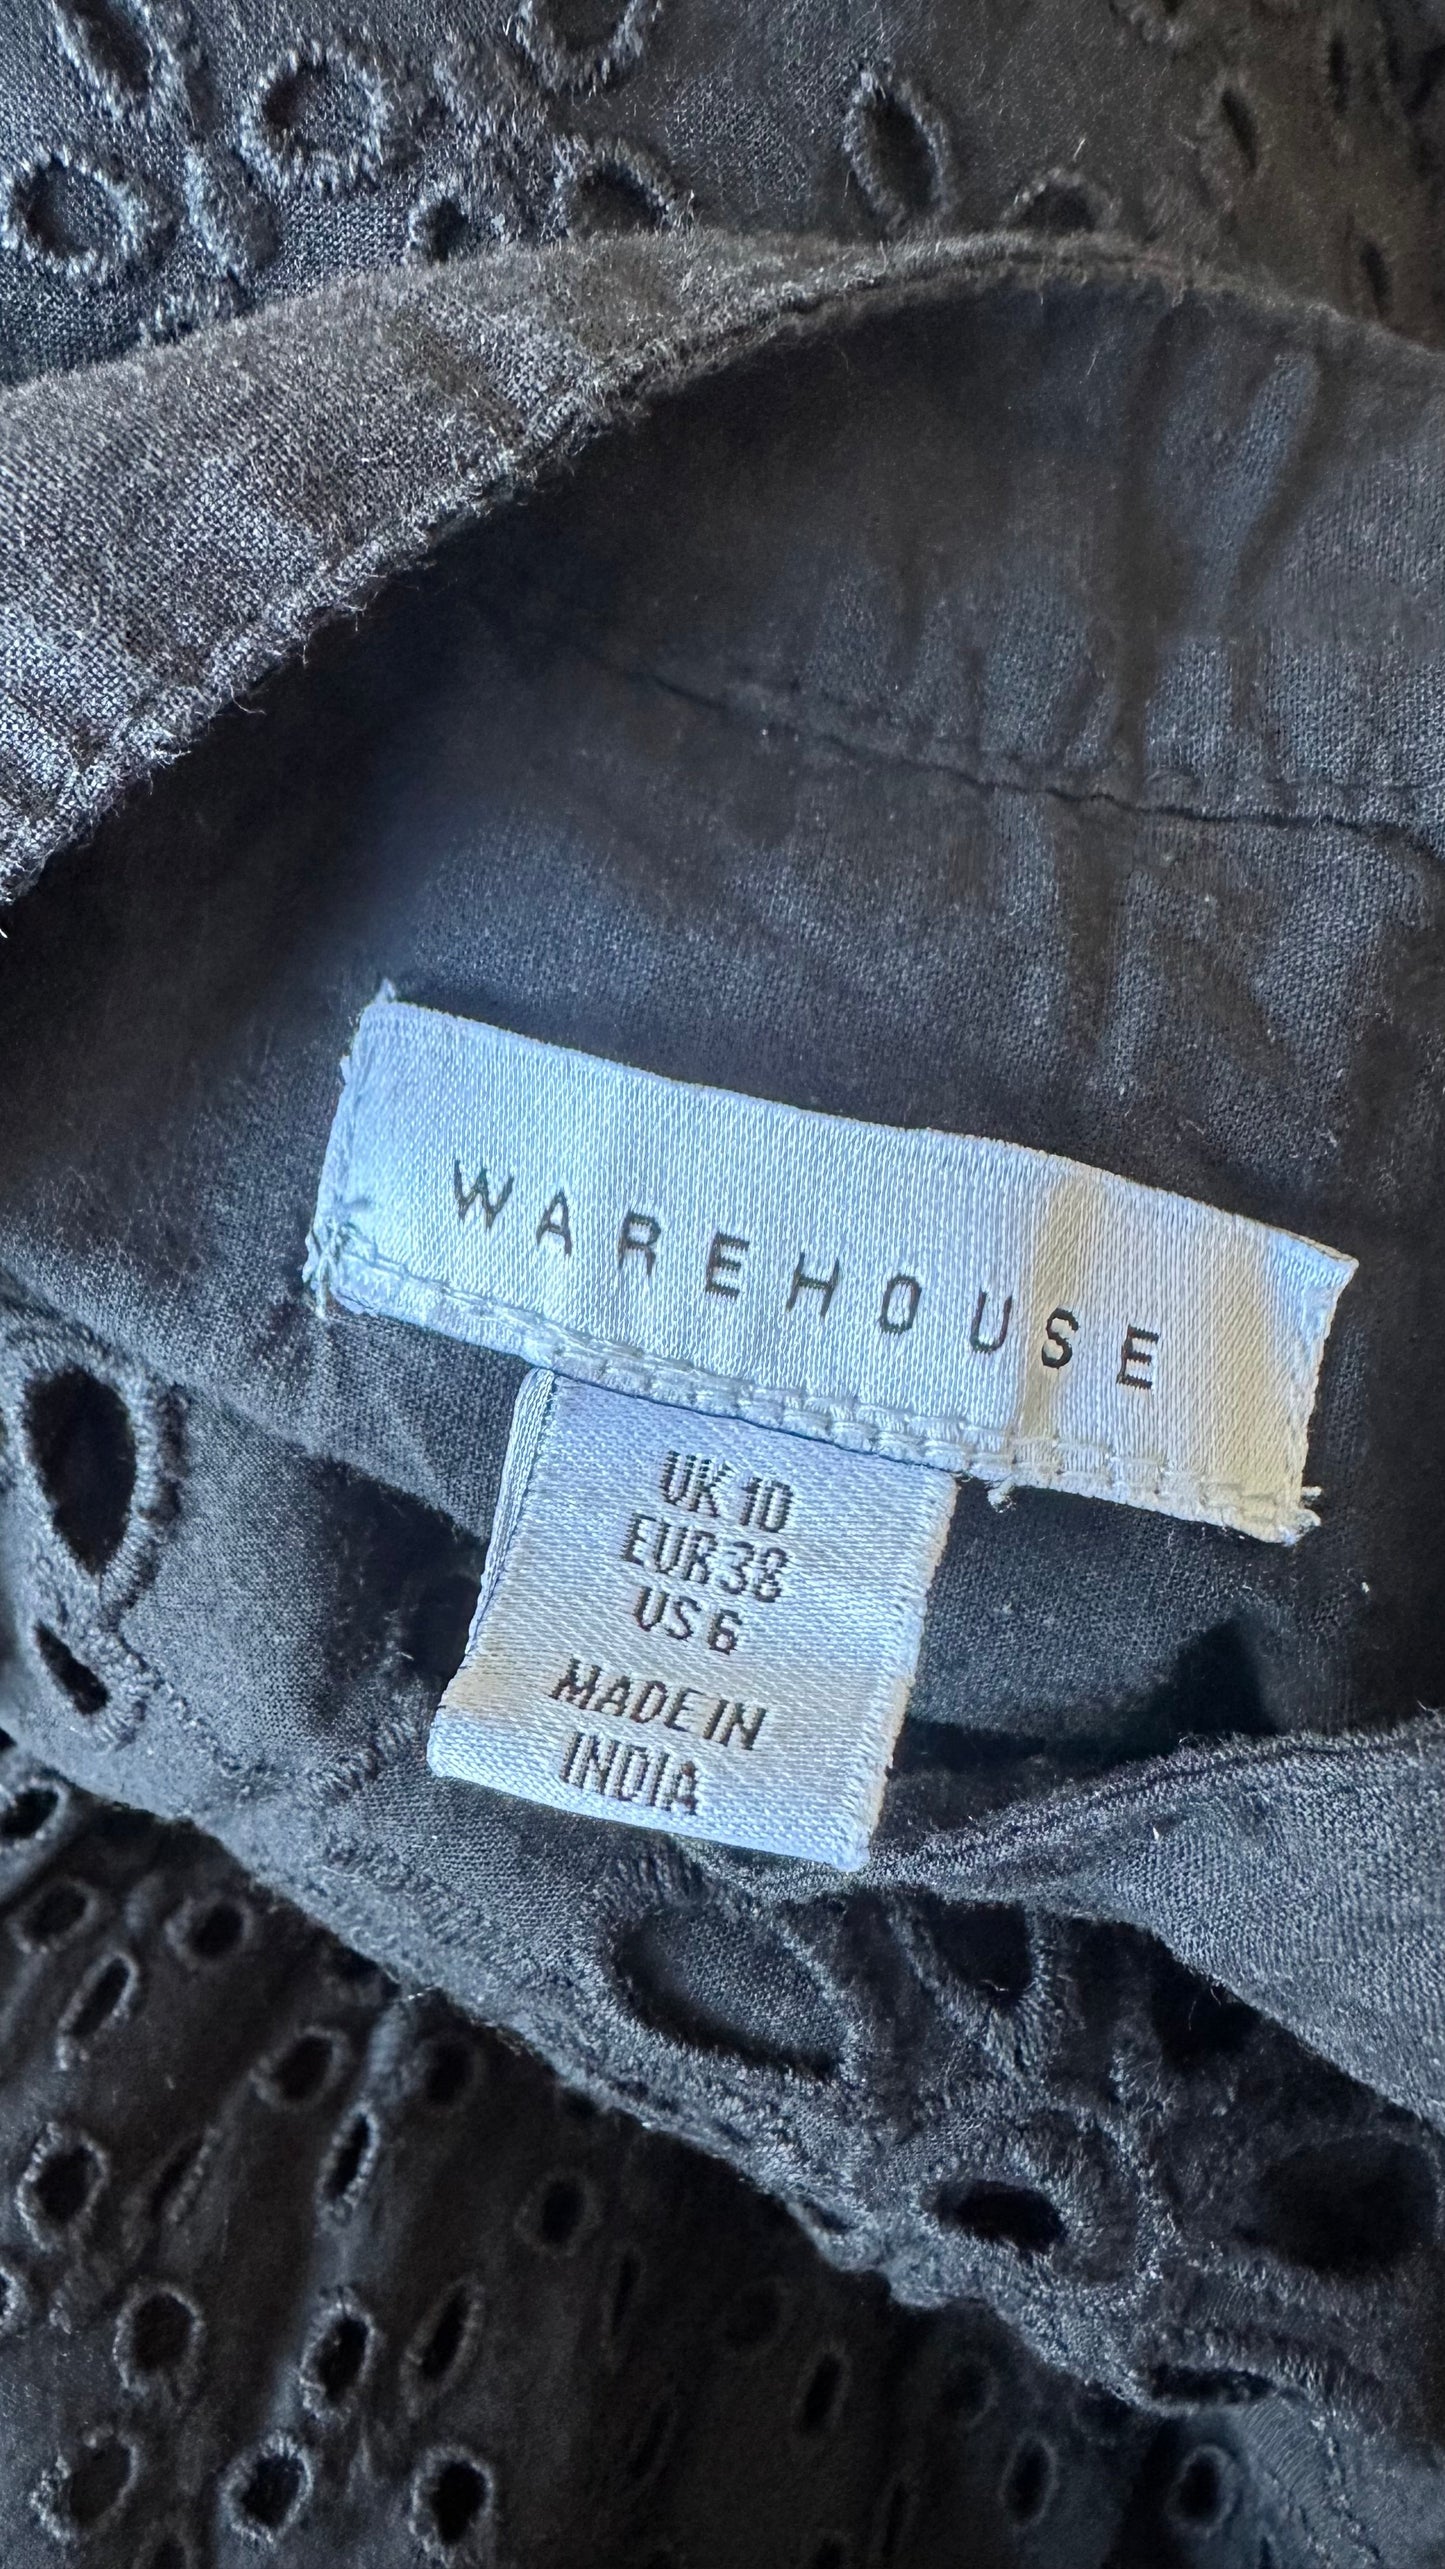 WAREHOUSE
UK 10
EUR 38
US 6
MADE IN
INDIA